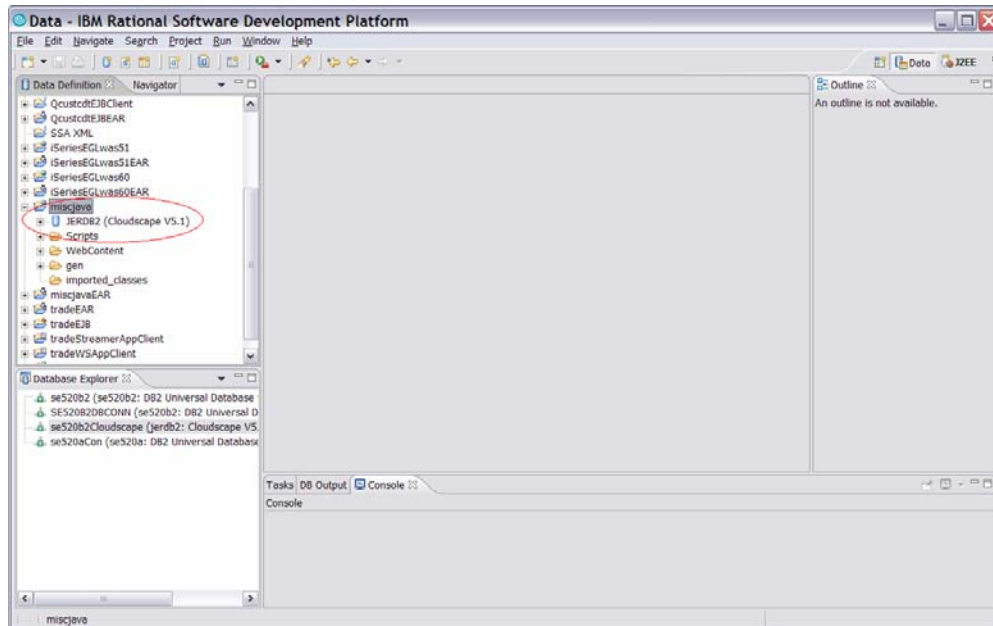 Data - IBM Rational Software Development Platform
File Edit Navigate Search Project Run Window Help
Data J2EE
Data Definition Navigator
QcustcdtEJBClient
QcustcdtEJBEAR
SSA XML
iSeriesEGLwas51
iSeriesEGLwas51EAR
iSeriesEGLwas60
iSeriesEGLwas60EAR
miscjava
JERDB2 (Cloudscape V5.1)
Scripts
WebContent
gen
imported_classes
miscjavaEAR
tradeEAR
tradeEJB
tradeStreamerAppClient
tradeWSAppClient
Database Explorer
se520b2 (se520b2: DB2 Universal Database
SE520B2DBCONN (se520b2: DB2 Universal D
se520b2Cloudscape (jerdb2: Cloudscape V5.
se520aCon (se520a: DB2 Universal Database
Outline
An outline is not available.
Tasks DB Output Console
Console
miscjava